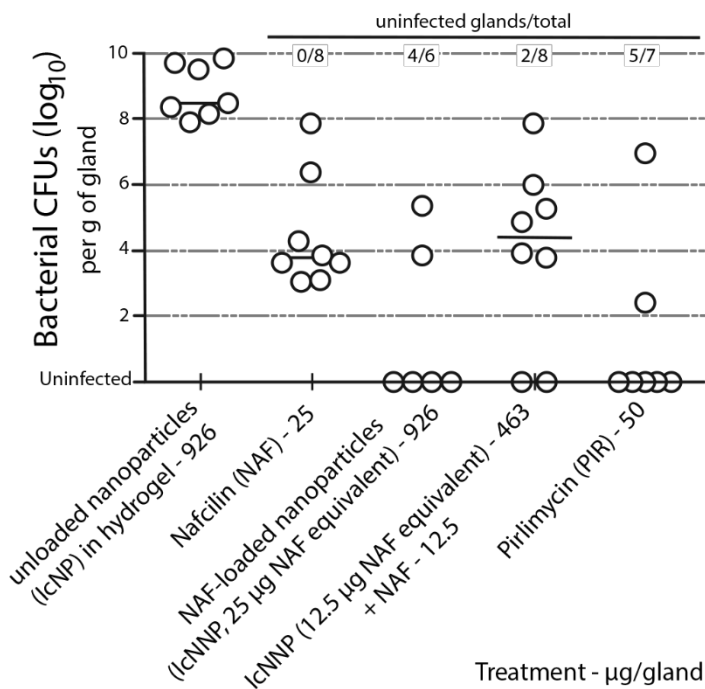 uninfected glands/total
0/8 4/6 2/8 5/7
Bacterial CFUs (log10)
per g of gland
10
8
6
4
2
Uninfected
unloaded nanoparticles
(lcNP) in hydrogel - 926
Nafcilin (NAF) - 25
NAF-loaded nanoparticles
(lcNNP, 25 µg NAF equivalent) - 926
lcNNP (12.5 µg NAF equivalent) - 463
+ NAF - 12.5
Pirlimycin (PIR) - 50
Treatment - µg/gland